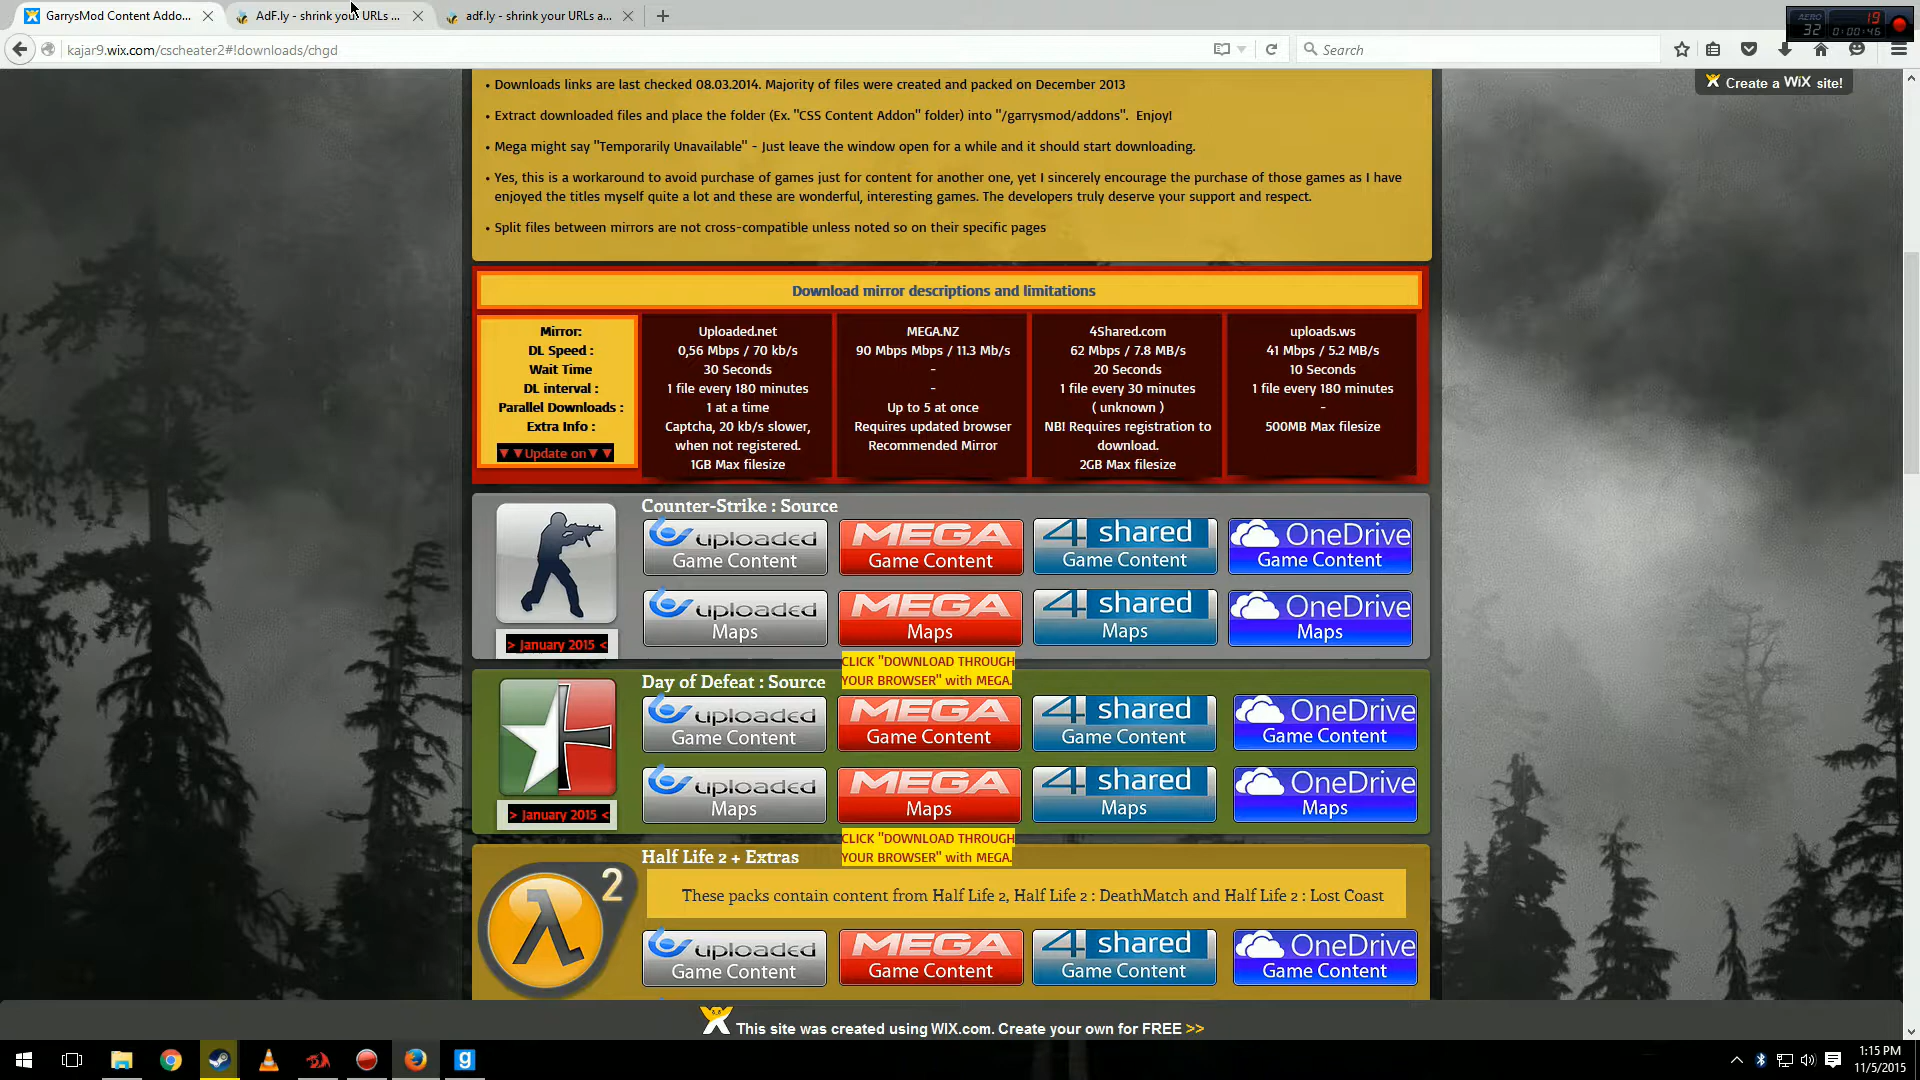 GarrysMod Content Addo...
AdF.ly - shrink your URLs ...
adf.ly - shrink your URLs a...
AERO
32
19
0:00:46
kajar9.wix.com/cscheater2#!downloads/chgd
Search
Create a WiX site!
• Downloads links are last checked 08.03.2014. Majority of files were created and packed on December 2013
• Extract downloaded files and place the folder (Ex. "CSS Content Addon" folder) into "/garrysmod/addons". Enjoy!
• Mega might say "Temporarily Unavailable" - Just leave the window open for a while and it should start downloading.
• Yes, this is a workaround to avoid purchase of games just for content for another one, yet I sincerely encourage the purchase of those games as I have
enjoyed the titles myself quite a lot and these are wonderful, interesting games. The developers truly deserve your support and respect.
• Split files between mirrors are not cross-compatible unless noted so on their specific pages
Download mirror descriptions and limitations
Mirror:
DL Speed :
Wait Time
DL interval :
Parallel Downloads :
Extra Info :
▼▼Update on▼▼
Uploaded.net
0,56 Mbps / 70 kb/s
30 Seconds
1 file every 180 minutes
1 at a time
Captcha, 20 kb/s slower,
when not registered.
1GB Max filesize
MEGA.NZ
90 Mbps Mbps / 11.3 Mb/s
-
-
Up to 5 at once
Requires updated browser
Recommended Mirror
4Shared.com
62 Mbps / 7.8 MB/s
20 Seconds
1 file every 30 minutes
( unknown )
NB! Requires registration to
download.
2GB Max filesize
uploads.ws
41 Mbps / 5.2 MB/s
10 Seconds
1 file every 180 minutes
-
500MB Max filesize
Counter-Strike : Source
uploaded
Game Content
MEGA
Game Content
4 shared
Game Content
OneDrive
Game Content
uploaded
Maps
MEGA
Maps
4 shared
Maps
OneDrive
Maps
> January 2015 <
CLICK "DOWNLOAD THROUGH
YOUR BROWSER" with MEGA.
Day of Defeat : Source
uploaded
Game Content
MEGA
Game Content
4 shared
Game Content
OneDrive
Game Content
uploaded
Maps
MEGA
Maps
4 shared
Maps
OneDrive
Maps
> January 2015 <
CLICK "DOWNLOAD THROUGH
YOUR BROWSER" with MEGA.
Half Life 2 + Extras
2
These packs contain content from Half Life 2, Half Life 2 : DeathMatch and Half Life 2 : Lost Coast
uploaded
Game Content
MEGA
Game Content
4 shared
Game Content
OneDrive
Game Content
This site was created using WIX.com. Create your own for FREE >>
1:15 PM
11/5/2015